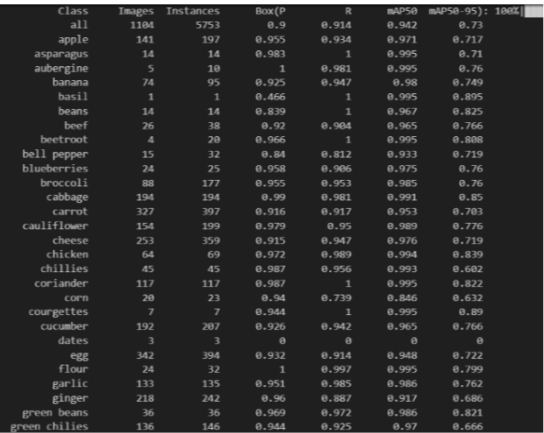 Class Images Instances Box(P R mAP50 mAP50-95): 100%|
all 1104 5753 0.9 0.914 0.942 0.73
apple 141 197 0.955 0.934 0.971 0.717
asparagus 14 14 0.983 1 0.995 0.71
aubergine 5 10 1 0.981 0.995 0.76
banana 74 95 0.925 0.947 0.98 0.749
basil 1 1 0.466 1 0.995 0.895
beans 14 14 0.839 1 0.967 0.825
beef 26 38 0.92 0.904 0.965 0.766
beetroot 4 20 0.966 1 0.995 0.808
bell pepper 15 32 0.84 0.812 0.933 0.719
blueberries 24 25 0.958 0.906 0.975 0.76
broccoli 88 177 0.955 0.953 0.985 0.76
cabbage 194 194 0.99 0.981 0.991 0.85
carrot 327 397 0.916 0.917 0.953 0.703
cauliflower 154 199 0.979 0.95 0.989 0.776
cheese 253 359 0.915 0.947 0.976 0.719
chicken 64 69 0.972 0.989 0.994 0.839
chillies 45 45 0.987 0.956 0.993 0.602
coriander 117 117 0.987 1 0.995 0.822
corn 20 23 0.94 0.739 0.846 0.632
courgettes 7 7 0.944 1 0.995 0.89
cucumber 192 207 0.926 0.942 0.965 0.766
dates 3 3 0 0 0 0
egg 342 394 0.932 0.914 0.948 0.722
flour 24 32 1 0.997 0.995 0.799
garlic 133 135 0.951 0.985 0.986 0.762
ginger 218 242 0.96 0.887 0.917 0.686
green beans 36 36 0.969 0.972 0.986 0.821
green chilies 136 146 0.944 0.925 0.97 0.666